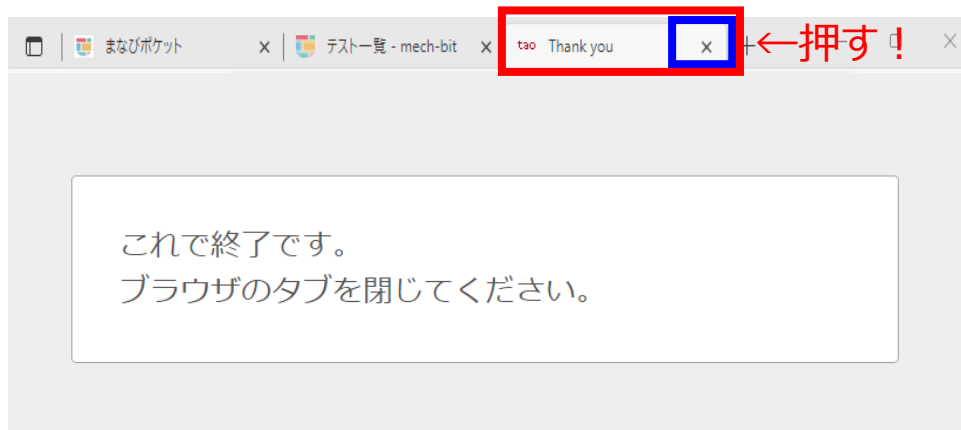 まなびポケット
テスト一覧 - mech-bit
tao Thank you
←押す！
これで終了です。
ブラウザのタブを閉じてください。